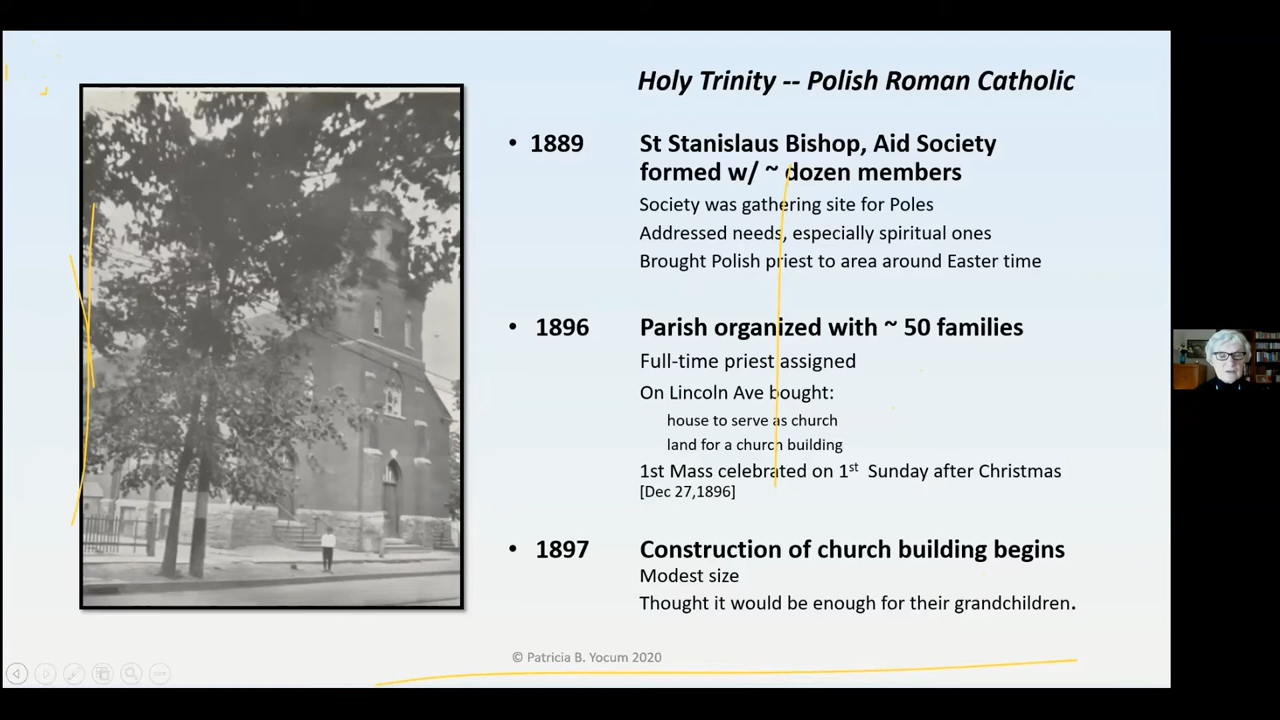 Holy Trinity -- Polish Roman Catholic
• 1889 St Stanislaus Bishop, Aid Society
formed w/ ~ dozen members
Society was gathering site for Poles
Addressed needs, especially spiritual ones
Brought Polish priest to area around Easter time
• 1896 Parish organized with ~ 50 families
Full-time priest assigned
On Lincoln Ave bought:
house to serve as church
land for a church building
1st Mass celebrated on 1st Sunday after Christmas
[Dec 27,1896]
• 1897 Construction of church building begins
Modest size
Thought it would be enough for their grandchildren.
© Patricia B. Yocum 2020